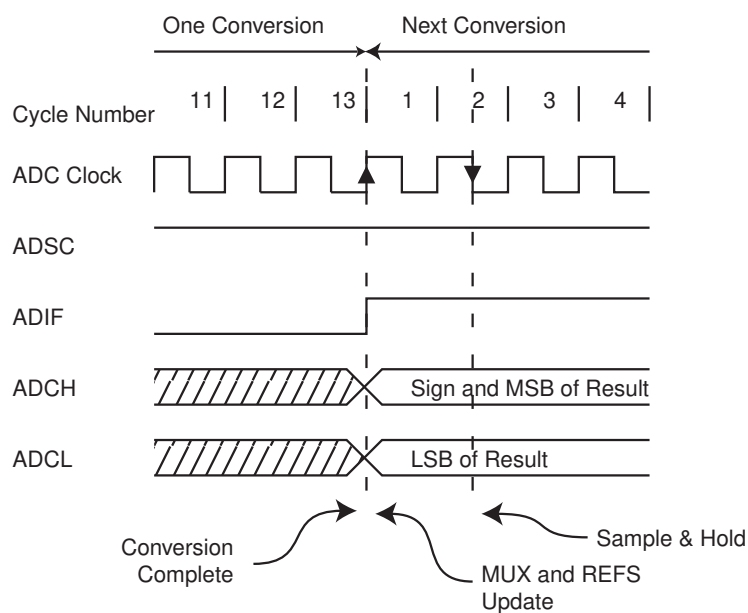 One Conversion Next Conversion
Cycle Number 11 12 13 1 2 3 4
ADC Clock
ADSC
ADIF
ADCH Sign and MSB of Result
ADCL LSB of Result
Conversion
Complete
MUX and REFS
Update
Sample & Hold